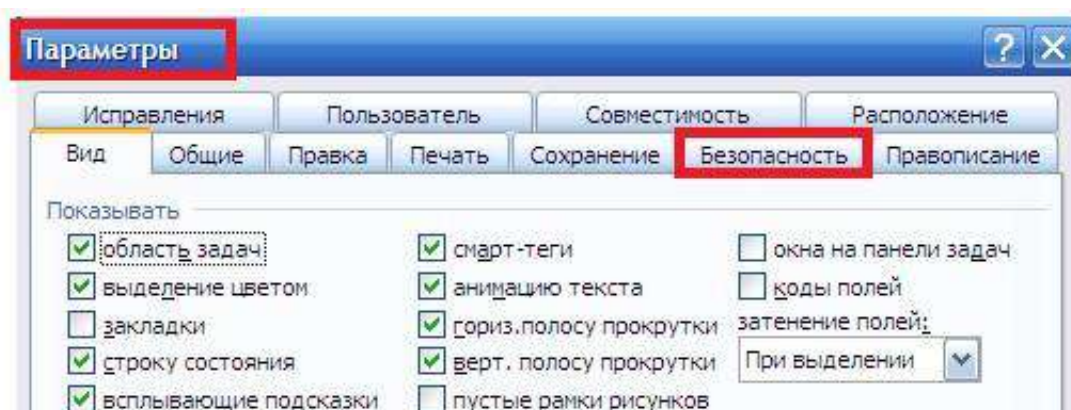 Параметры
Исправления Пользователь Совместимость Расположение
Вид Общие Правка Печать Сохранение Безопасность Правописание
Показывать
область задач смарт-теги окна на панели задач
выделение цветом анимацию текста коды полей
закладки гориз.полосу прокрутки затенение полей:
строку состояния верт. полосу прокрутки При выделении
всплывающие подсказки пустые рамки рисунков